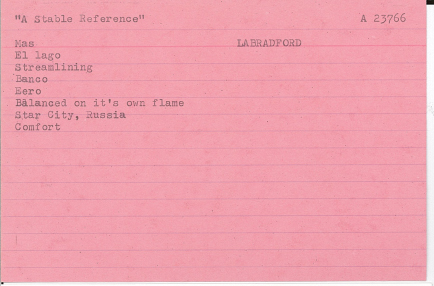 "A Stable Reference" A 23766
Mas LABRADFORD
El lago
Streamlining
Banco
Eero
Balanced on it's own flame
Star City, Russia
Comfort